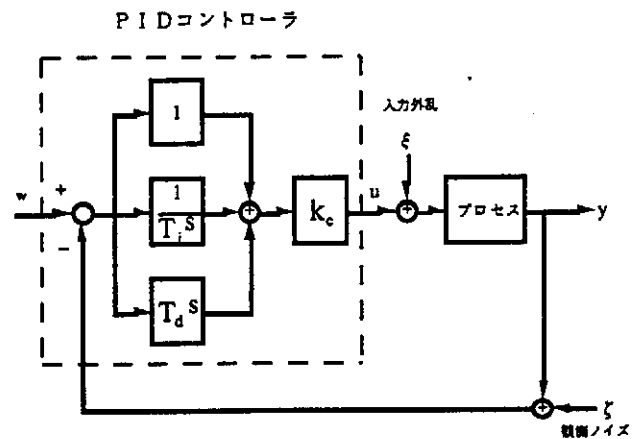 PIDコントローラ
1
入力外乱
ξ
w
+
1
T_i s
+
k_c
u
+
プロセス
y
−
T_d s
+
ζ
観測ノイズ